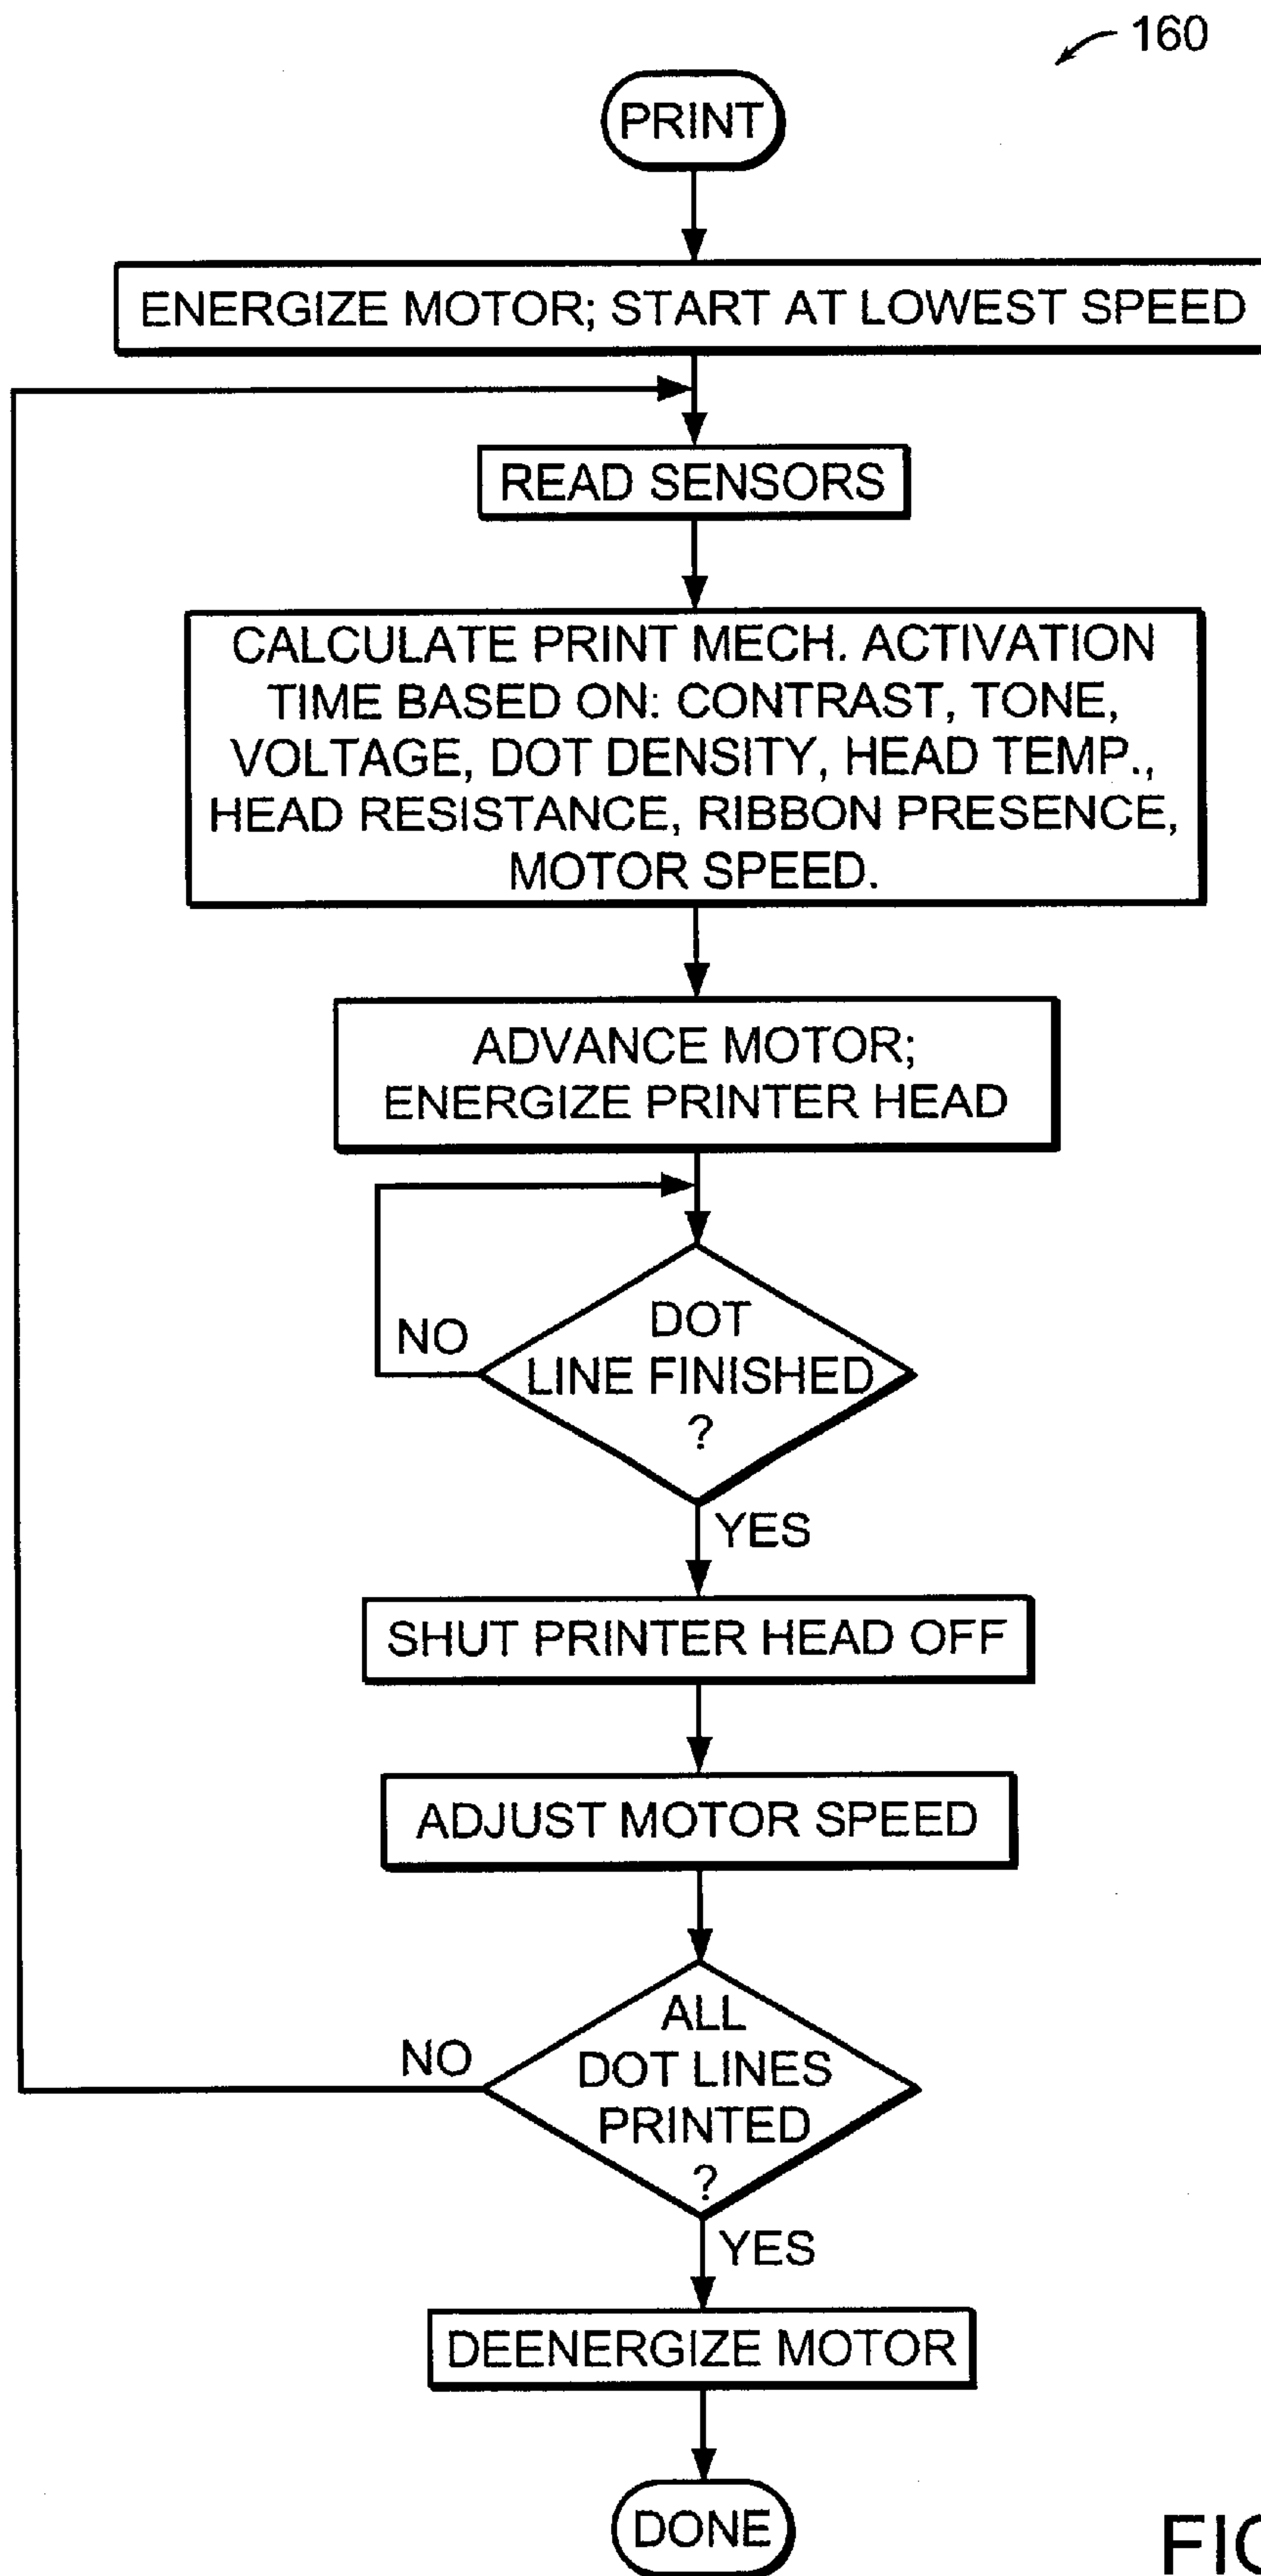 160
PRINT
ENERGIZE MOTOR; START AT LOWEST SPEED
READ SENSORS
CALCULATE PRINT MECH. ACTIVATION
TIME BASED ON: CONTRAST, TONE,
VOLTAGE, DOT DENSITY, HEAD TEMP.,
HEAD RESISTANCE, RIBBON PRESENCE,
MOTOR SPEED.
ADVANCE MOTOR;
ENERGIZE PRINTER HEAD
DOT
LINE FINISHED
?
NO
YES
SHUT PRINTER HEAD OFF
ADJUST MOTOR SPEED
ALL
DOT LINES
PRINTED
?
NO
YES
DEENERGIZE MOTOR
DONE